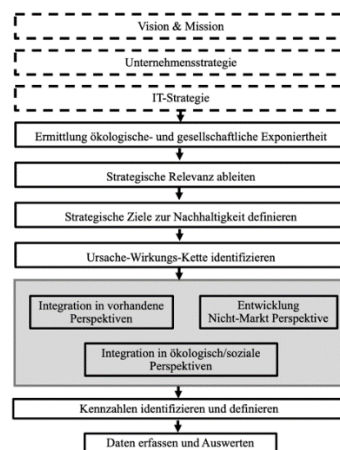 Vision & Mission
Unternehmensstrategie
IT-Strategie
Ermittlung ökologische- und gesellschaftliche Exponiertheit
Strategische Relevanz ableiten
Strategische Ziele zur Nachhaltigkeit definieren
Ursache-Wirkungs-Kette identifizieren
Integration in vorhandene
Perspektiven
Entwicklung
Nicht-Markt Perspektive
Integration in ökologisch/soziale
Perspektiven
Kennzahlen identifizieren und definieren
Daten erfassen und Auswerten